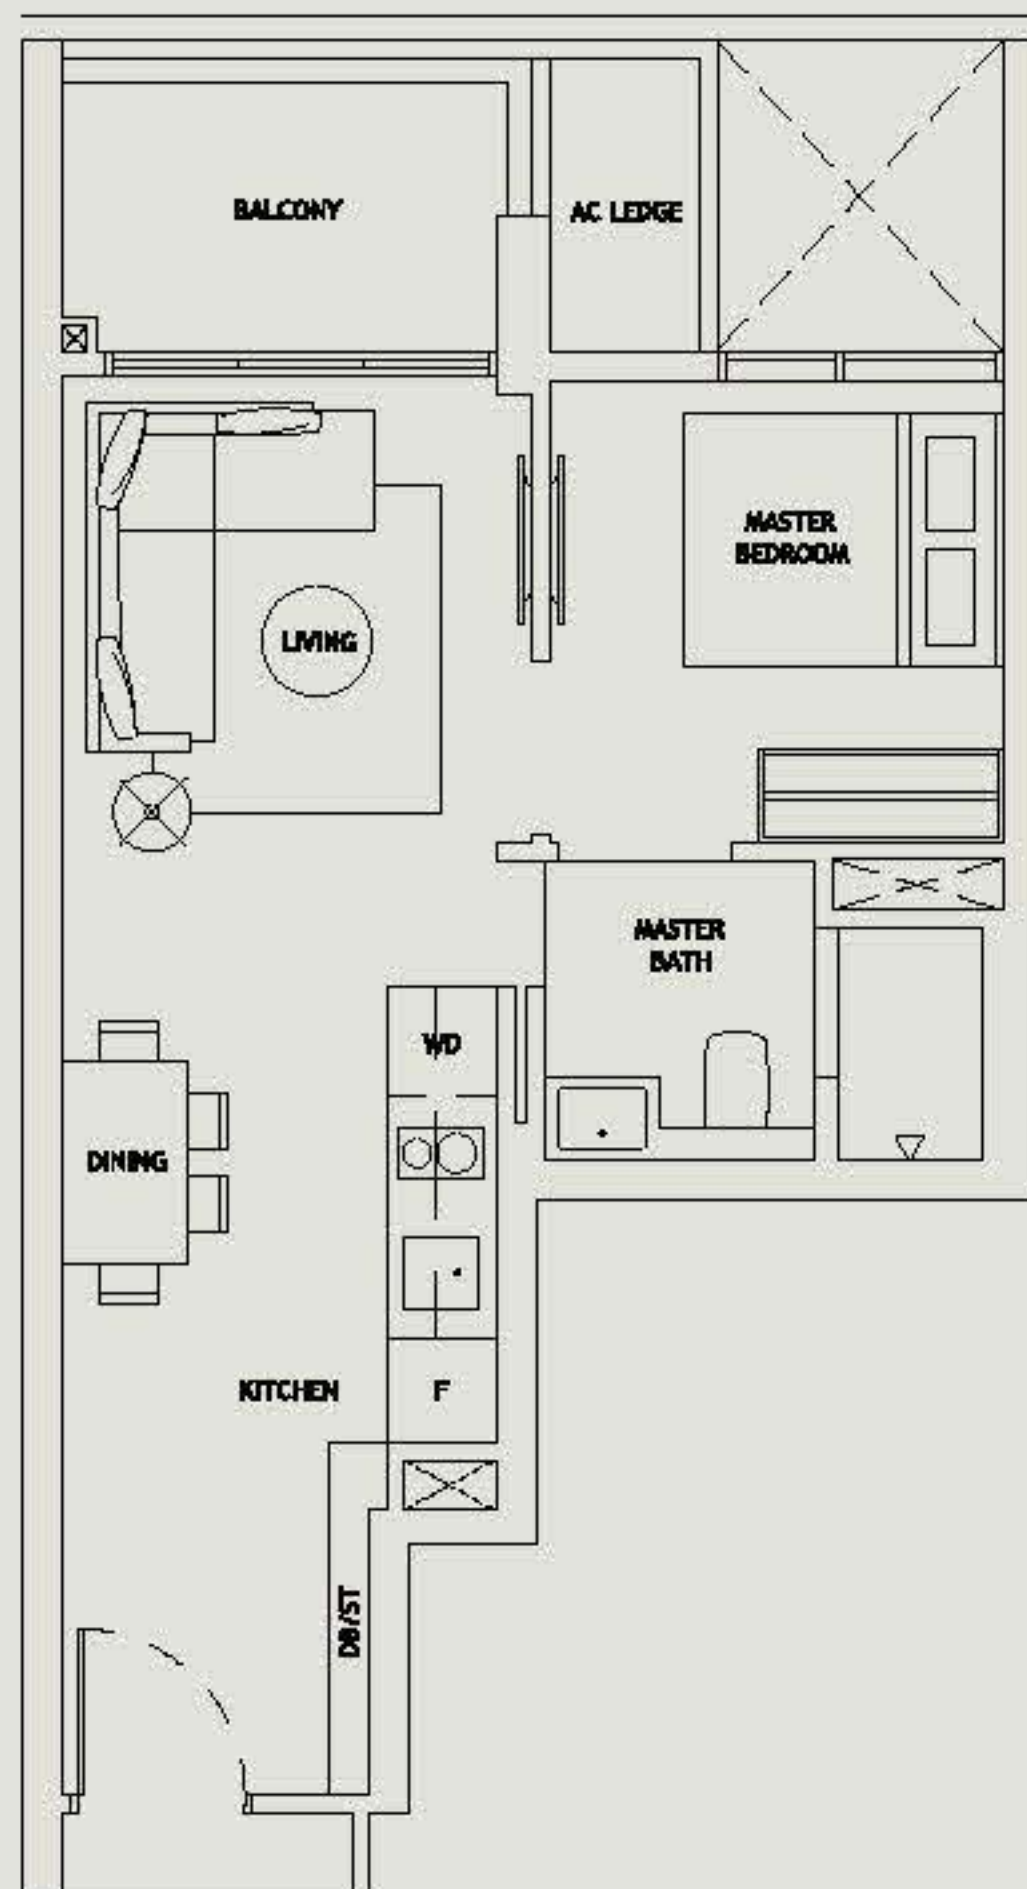 BALCONY
AC LEDGE
MASTER
BEDROOM
LIVING
MASTER
BATH
WD
DINING
KITCHEN
F
DB/ST